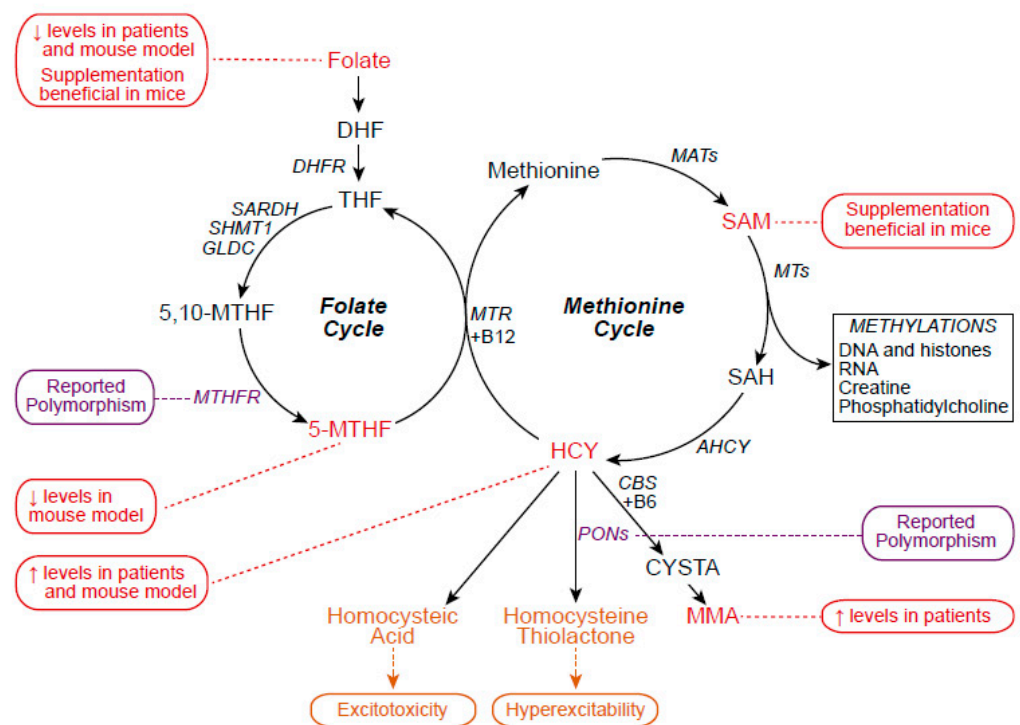 ↓ levels in patients
and mouse model
Supplementation
beneficial in mice
Folate
DHF
DHFR
THF
SARDH
SHMT1
GLDC
5,10-MTHF
Folate
Cycle
Reported
Polymorphism
MTHFR
5-MTHF
MTR
+B12
Methionine
MATs
SAM
Supplementation
beneficial in mice
MTs
Methionine
Cycle
METHYLATIONS
DNA and histones
RNA
Creatine
Phosphatidylcholine
SAH
AHCY
HCY
↓ levels in
mouse model
↑ levels in patients
and mouse model
CBS
+B6
PONs
Reported
Polymorphism
CYSTA
MMA
↑ levels in patients
Homocysteic
Acid
Homocysteine
Thiolactone
Excitotoxicity
Hyperexcitability